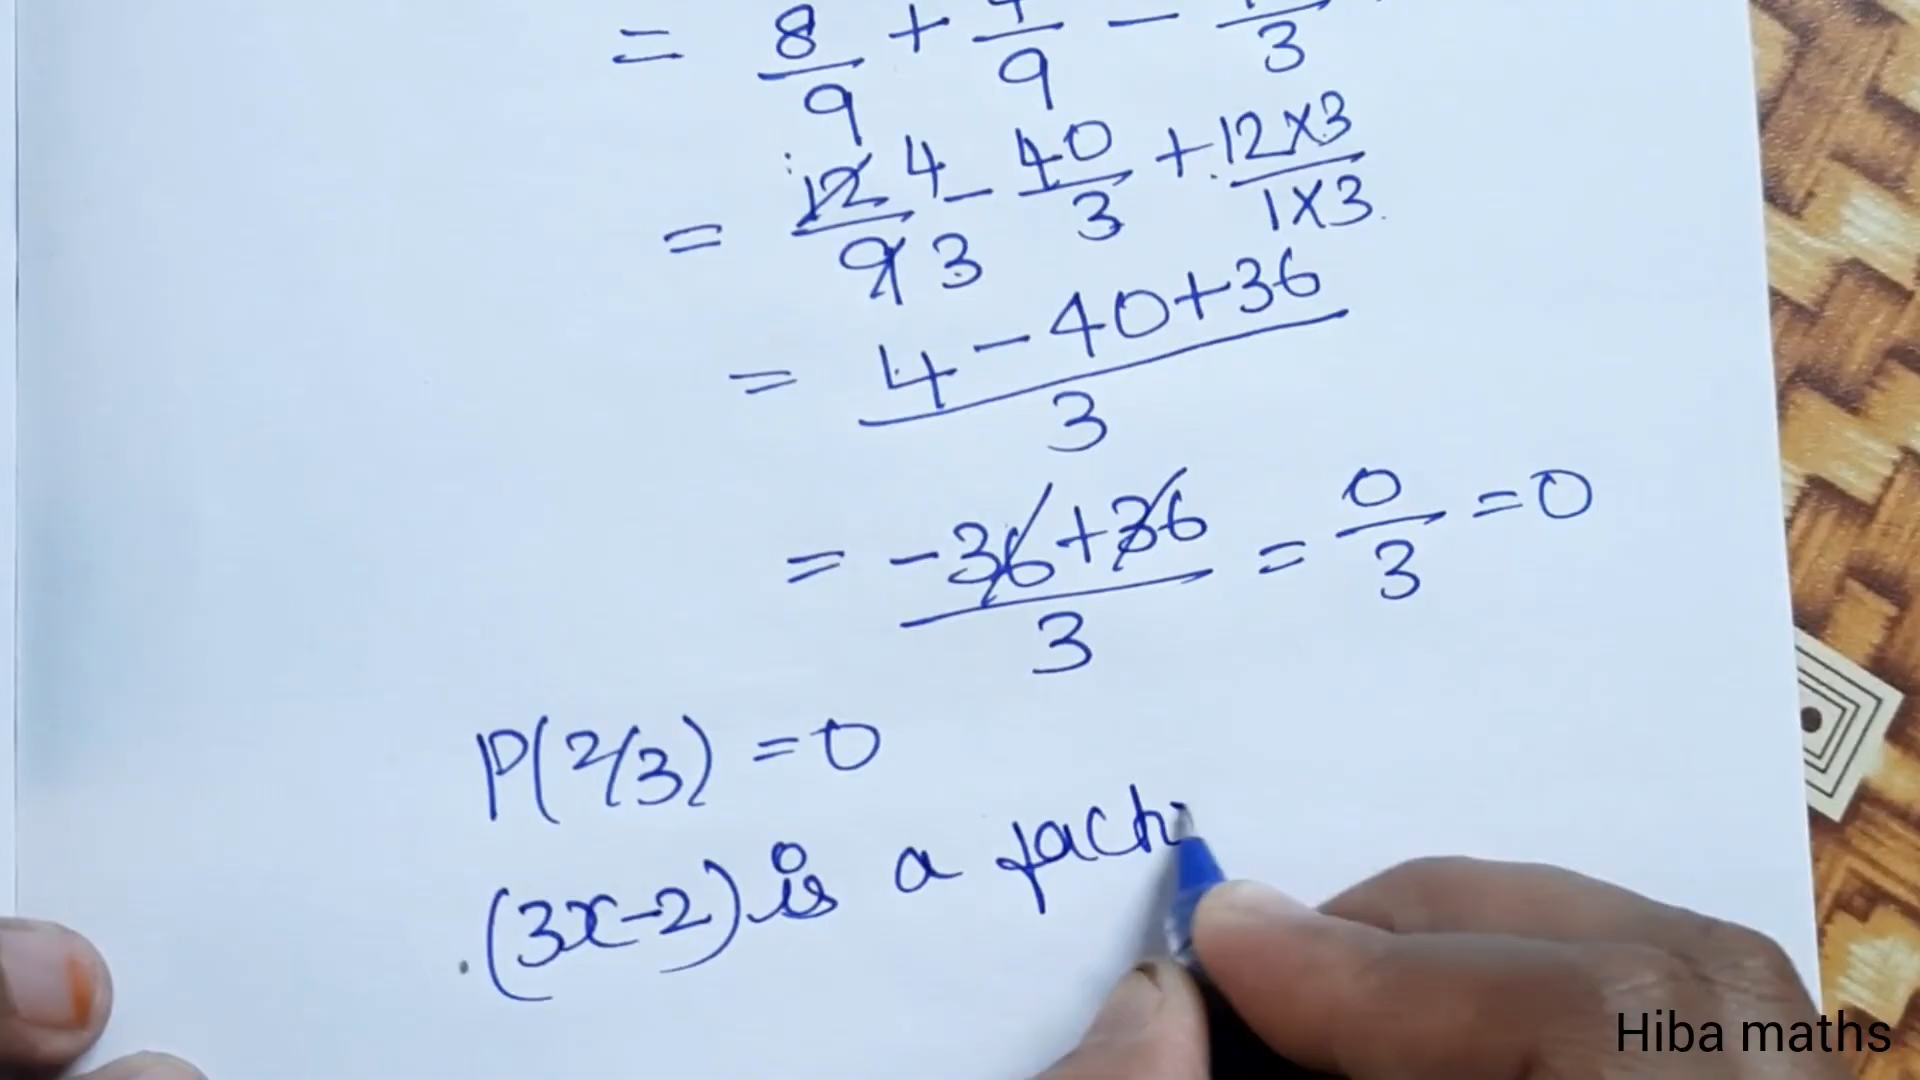 = 8/9 + 4/9 - /3
= 12/9 4/3 - 40/3 + 12×3/1×3
= 4-40+36/3
= -36+36/3 = 0/3 = 0
P(2/3) = 0
(3x-2) is a facto
Hiba maths